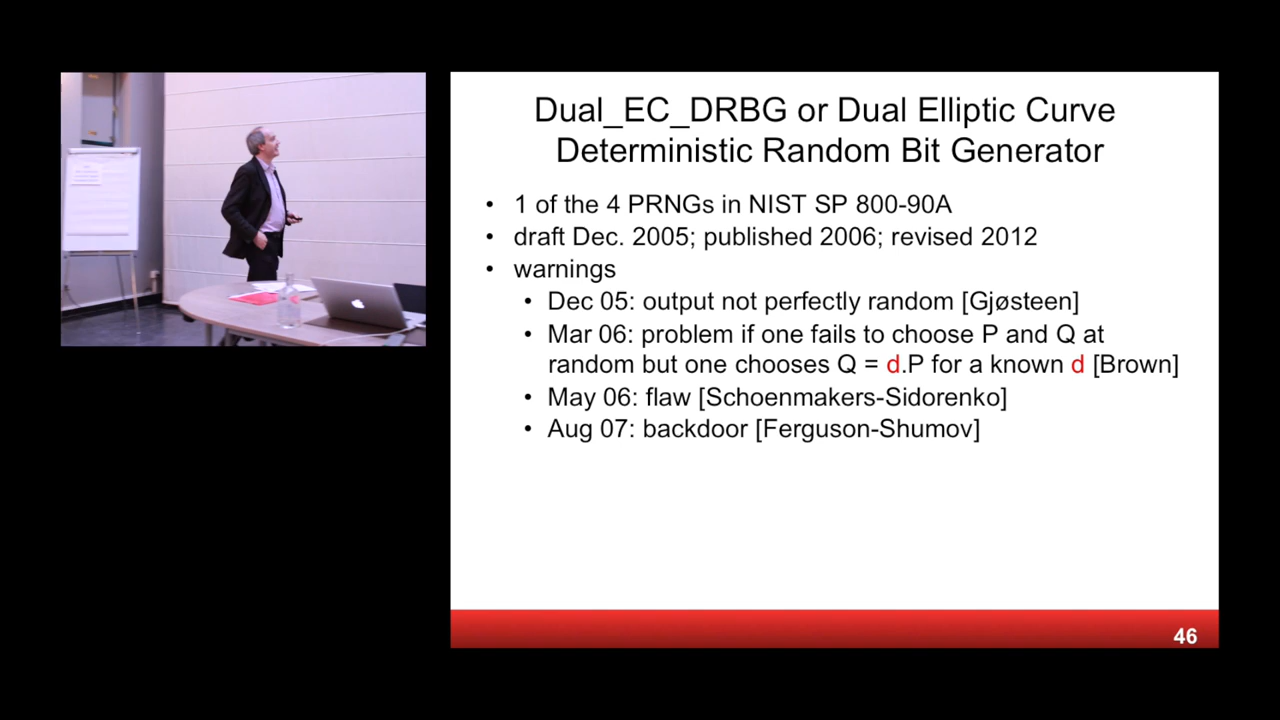 Dual_EC_DRBG or Dual Elliptic Curve
Deterministic Random Bit Generator
• 1 of the 4 PRNGs in NIST SP 800-90A
• draft Dec. 2005; published 2006; revised 2012
• warnings
• Dec 05: output not perfectly random [Gjøsteen]
• Mar 06: problem if one fails to choose P and Q at
random but one chooses Q = d.P for a known d [Brown]
• May 06: flaw [Schoenmakers-Sidorenko]
• Aug 07: backdoor [Ferguson-Shumov]
46